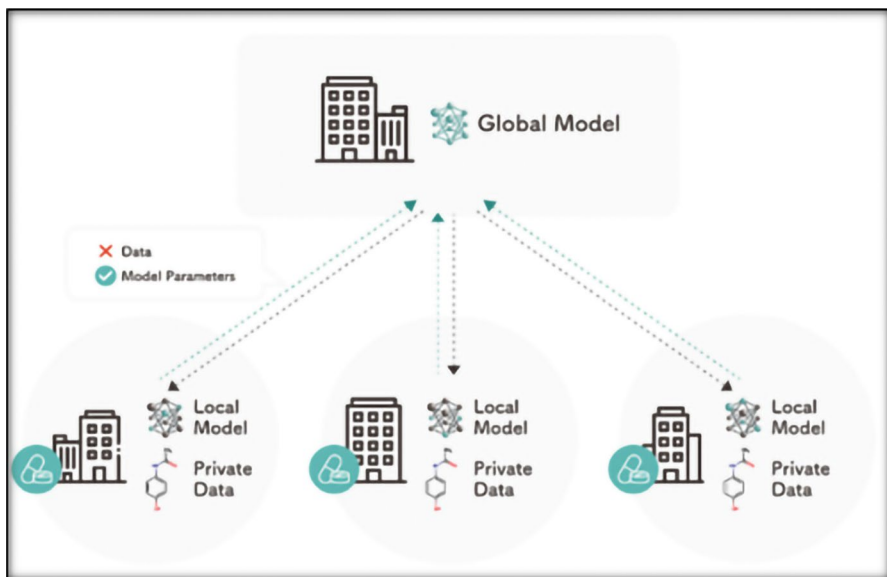 Global Model
Data
Model Parameters
Local
Model
Private
Data
Local
Model
Private
Data
Local
Model
Private
Data